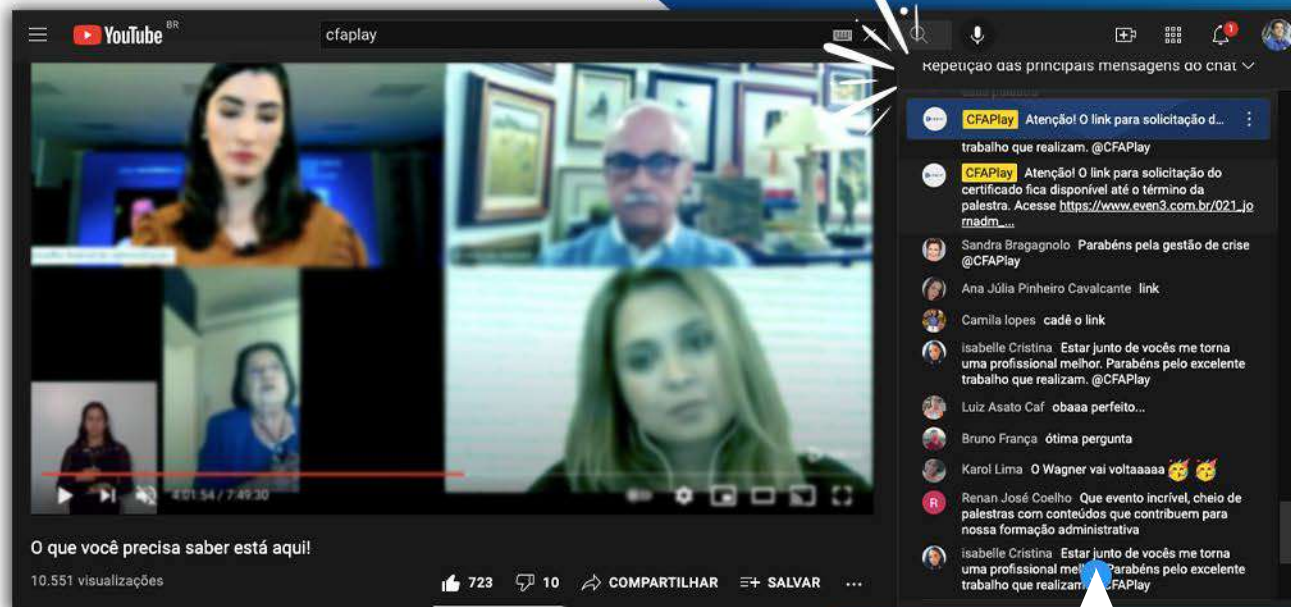 YouTube BR
cfaplay
Repetição das principais mensagens do chat
CFAPlay Atenção! O link para solicitação d...
trabalho que realizam. @CFAPlay
CFAPlay Atenção! O link para solicitação do
certificado fica disponível até o término da
palestra. Acesse https://www.even3.com.br/021_jo
rnadm_...
Sandra Bragagnolo Parabéns pela gestão de crise
@CFAPlay
Ana Júlia Pinheiro Cavalcante link
Camila lopes cadê o link
isabelle Cristina Estar junto de vocês me torna
uma profissional melhor. Parabéns pelo excelente
trabalho que realizam. @CFAPlay
Luiz Asato Caf obaaa perfeito...
Bruno França ótima pergunta
Karol Lima O Wagner vai voltaaaaa
R
Renan José Coelho Que evento incrível, cheio de
palestras com conteúdos que contribuem para
nossa formação administrativa
isabelle Cristina Estar junto de vocês me torna
uma profissional Parabéns pelo excelente
trabalho que realizam
4:01:54 / 7:49:30
O que você precisa saber está aqui!
10.551 visualizações
723 10 COMPARTILHAR SALVAR ...